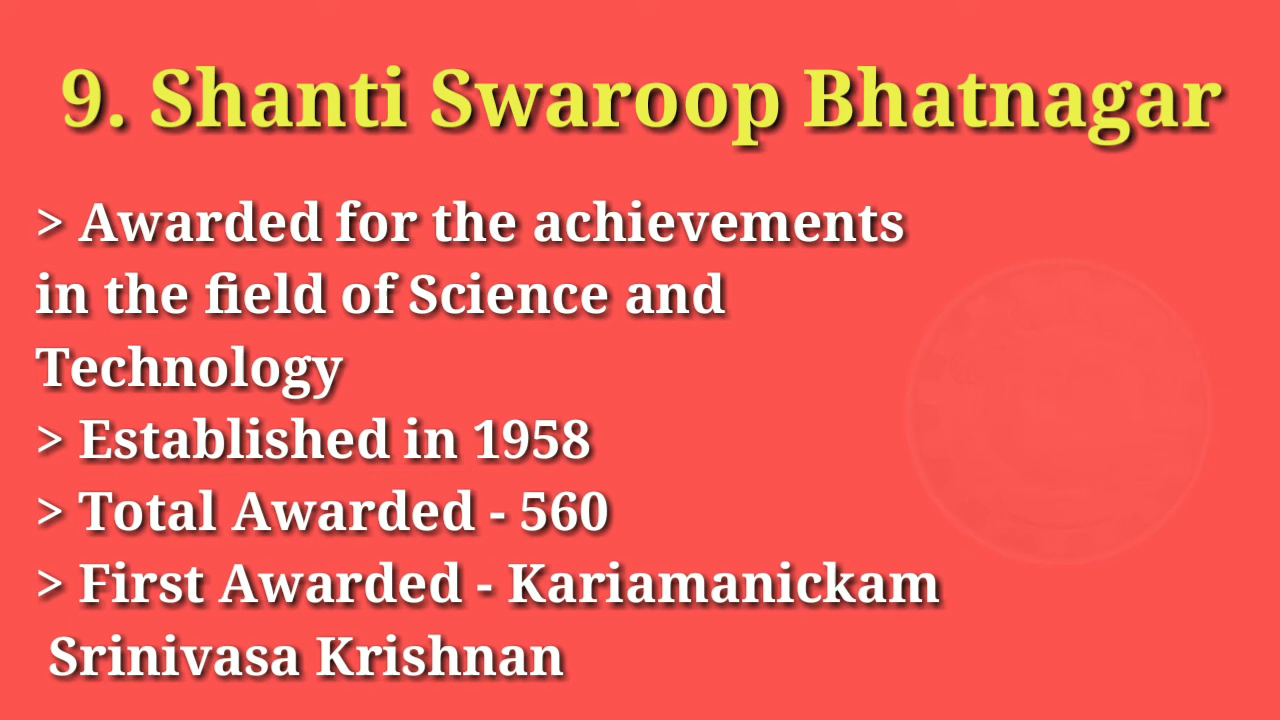 9. Shanti Swaroop Bhatnagar
> Awarded for the achievements
in the field of Science and
Technology
> Established in 1958
> Total Awarded - 560
> First Awarded - Kariamanickam
Srinivasa Krishnan